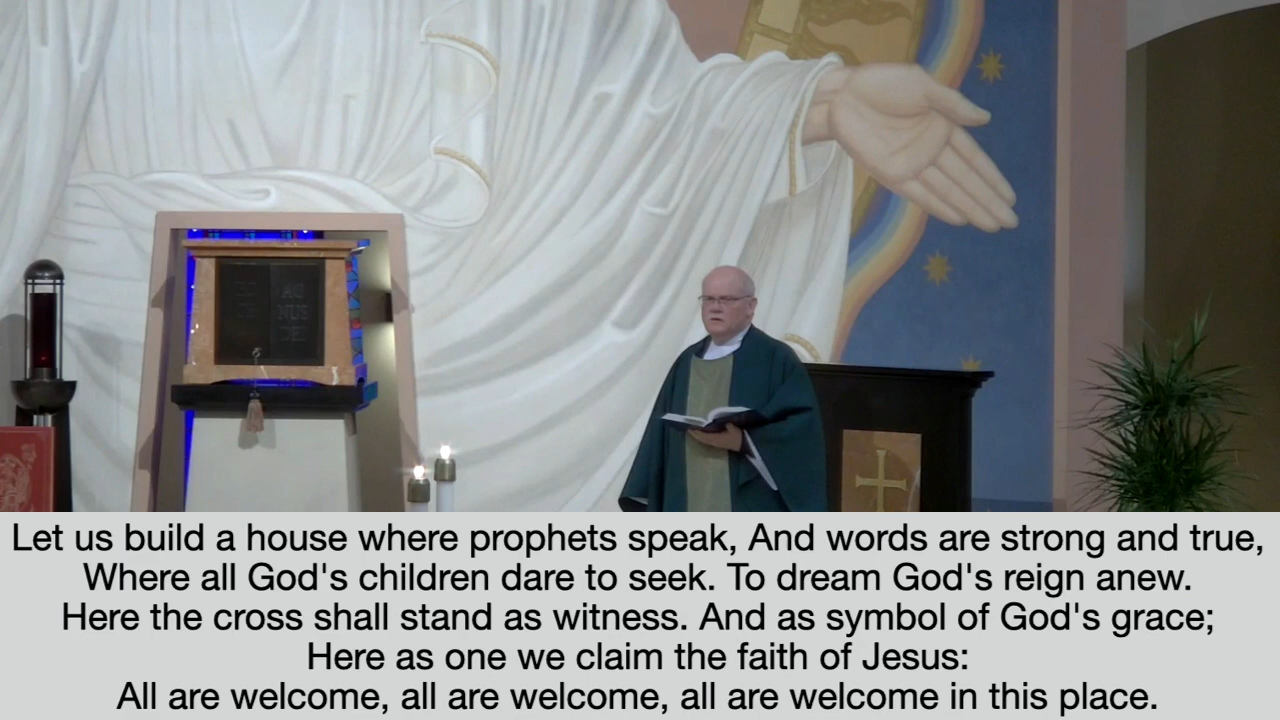 AG
NUS
DEI
Let us build a house where prophets speak, And words are strong and true,
Where all God's children dare to seek. To dream God's reign anew.
Here the cross shall stand as witness. And as symbol of God's grace;
Here as one we claim the faith of Jesus:
All are welcome, all are welcome, all are welcome in this place.